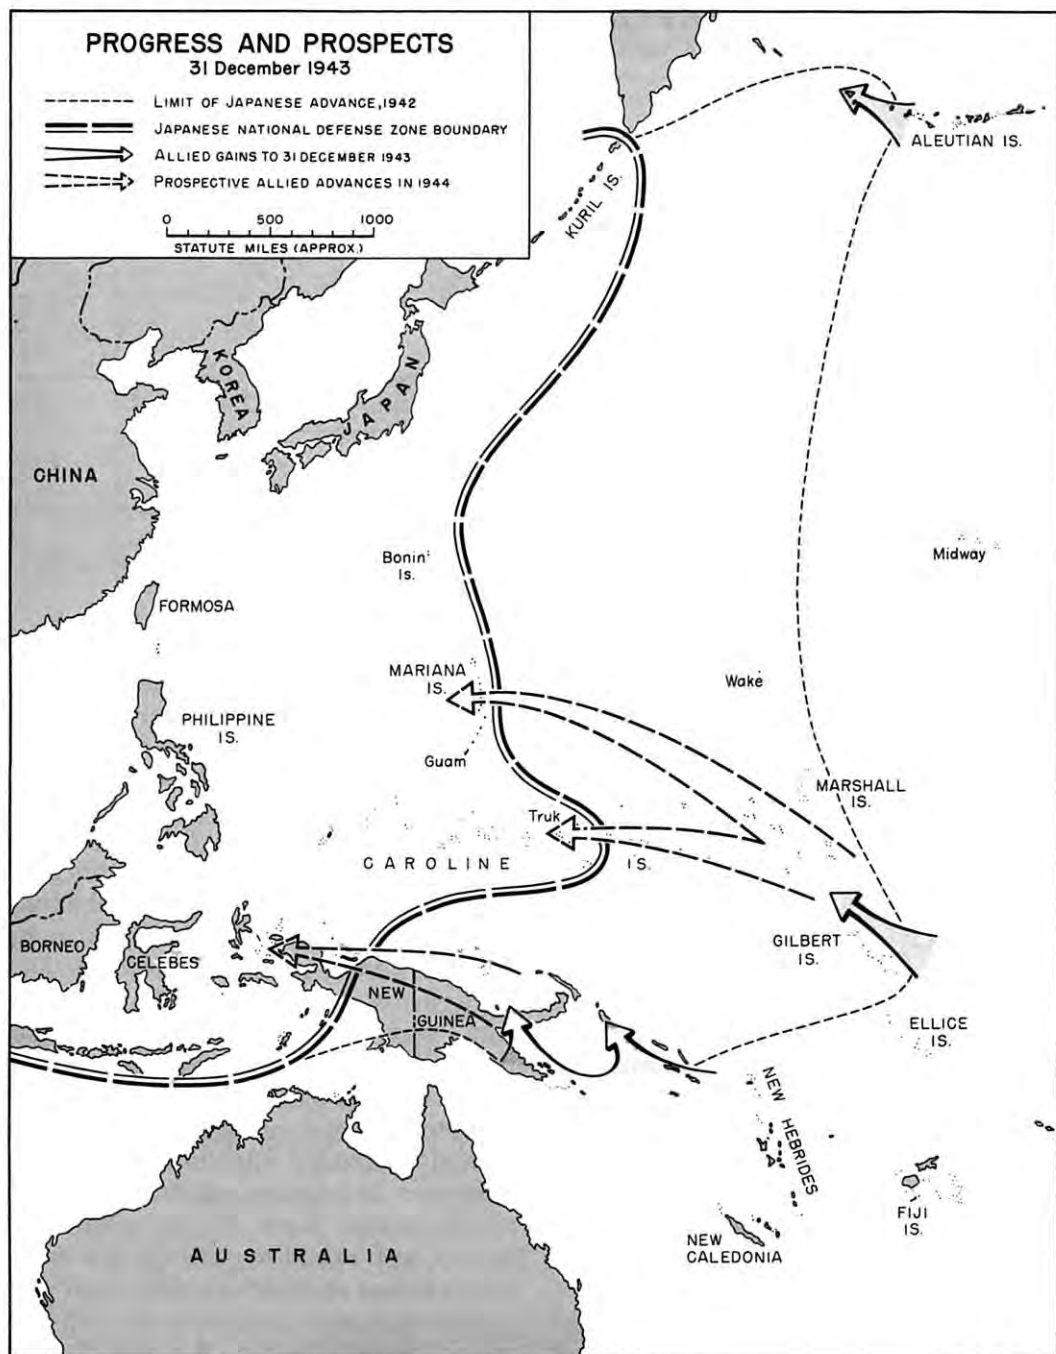 PROGRESS AND PROSPECTS
31 December 1943
LIMIT OF JAPANESE ADVANCE, 1942
JAPANESE NATIONAL DEFENSE ZONE BOUNDARY
ALLIED GAINS TO 31 DECEMBER 1943
PROSPECTIVE ALLIED ADVANCES IN 1944
0 500 1000
STATUTE MILES (APPROX.)
ALEUTIAN IS.
KURIL IS.
KOREA
JAPAN
CHINA
Bonin
Is.
Midway
FORMOSA
MARIANA
IS.
Wake
PHILIPPINE
IS.
Guam
MARSHALL
IS.
Truk
CAROLINE IS.
GILBERT
IS.
BORNEO
CELEBES
NEW
GUINEA
ELLICE
IS.
NEW HEBRIDES
FIJI
IS.
NEW
CALEDONIA
AUSTRALIA